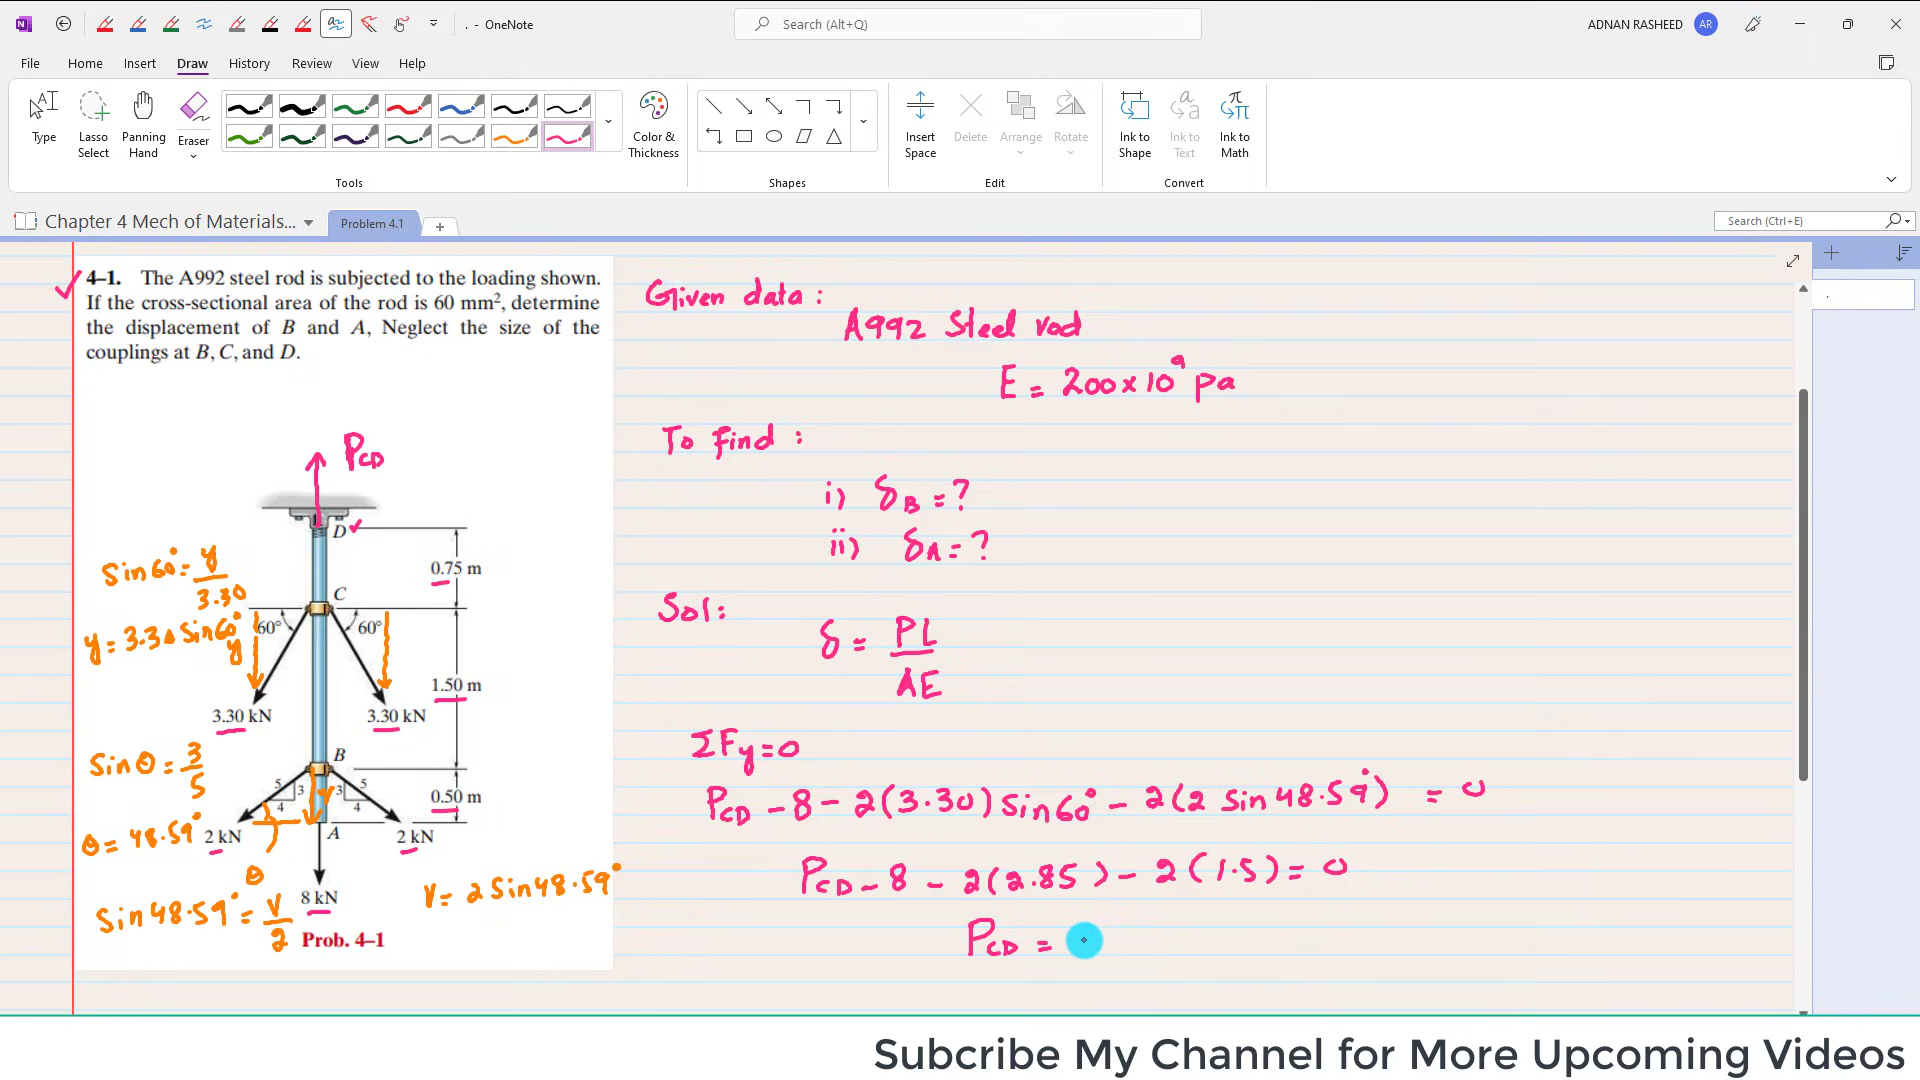 . - OneNote
Search (Alt+Q)
ADNAN RASHEED AR
File Home Insert Draw History Review View Help
Type
Lasso Select
Panning Hand
Eraser
Color & Thickness
Insert Space
Delete
Arrange
Rotate
Ink to Shape
Ink to Text
Ink to Math
Tools
Shapes
Edit
Convert
Chapter 4 Mech of Materials...
Problem 4.1
Search (Ctrl+E)
4–1. The A992 steel rod is subjected to the loading shown.
If the cross-sectional area of the rod is 60 mm², determine
the displacement of B and A, Neglect the size of the
couplings at B, C, and D.
PCD
D
0.75 m
sin60° = y/3.30
C
60° 60°
y = 3.30 sin60°
y
1.50 m
3.30 kN 3.30 kN
Sinθ = 3/5
B
5 3 4
3 5 4
V
0.50 m
θ = 48.59°
2 kN
A
2 kN
θ
8 kN
V = 2 Sin48.59°
Sin48.59° = V/2
Prob. 4–1
Given data :
A992 Steel rod
E = 200×10⁹ pa
To Find :
i) δB = ?
ii) δA = ?
Sol:
δ = PL/AE
ΣFy = 0
PCD – 8 – 2(3.30) sin60° – 2(2 sin48.59°) = 0
PCD – 8 – 2(2.85) – 2(1.5) = 0
PCD =
Subcribe My Channel for More Upcoming Videos